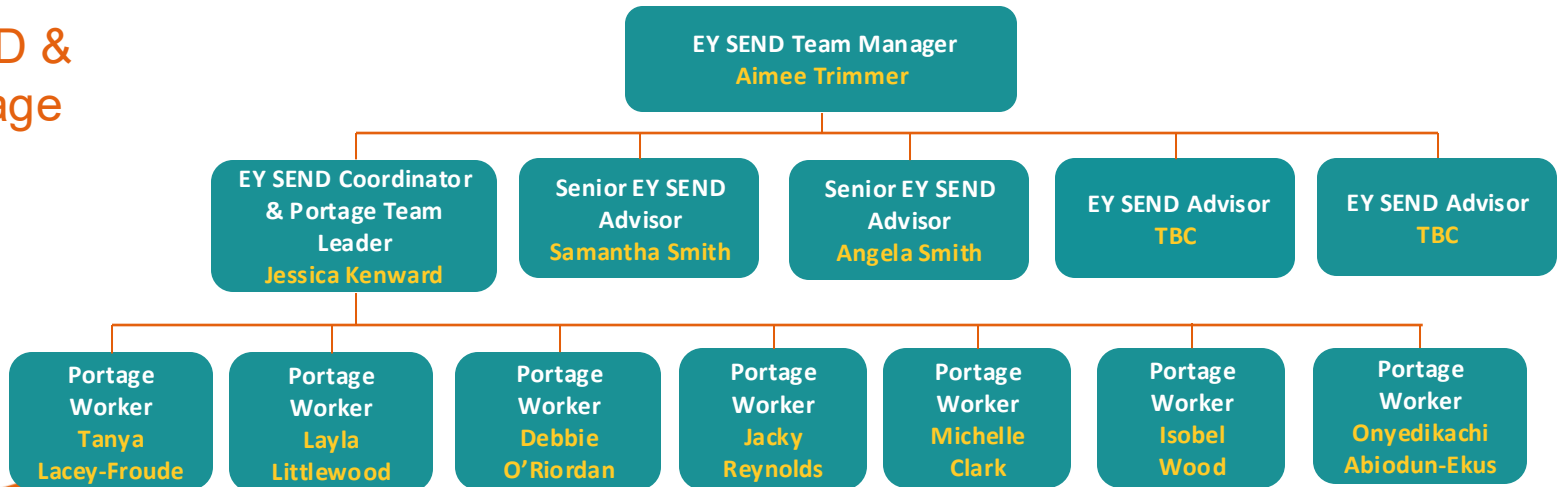 D &
age
EY SEND Team Manager
Aimee Trimmer
EY SEND Coordinator
& Portage Team
Leader
Jessica Kenward
Senior EY SEND
Advisor
Samantha Smith
Senior EY SEND
Advisor
Angela Smith
EY SEND Advisor
TBC
EY SEND Advisor
TBC
Portage
Worker
Tanya
Lacey-Froude
Portage
Worker
Layla
Littlewood
Portage
Worker
Debbie
O’Riordan
Portage
Worker
Jacky
Reynolds
Portage
Worker
Michelle
Clark
Portage
Worker
Isobel
Wood
Portage
Worker
Onyedikachi
Abiodun-Ekus